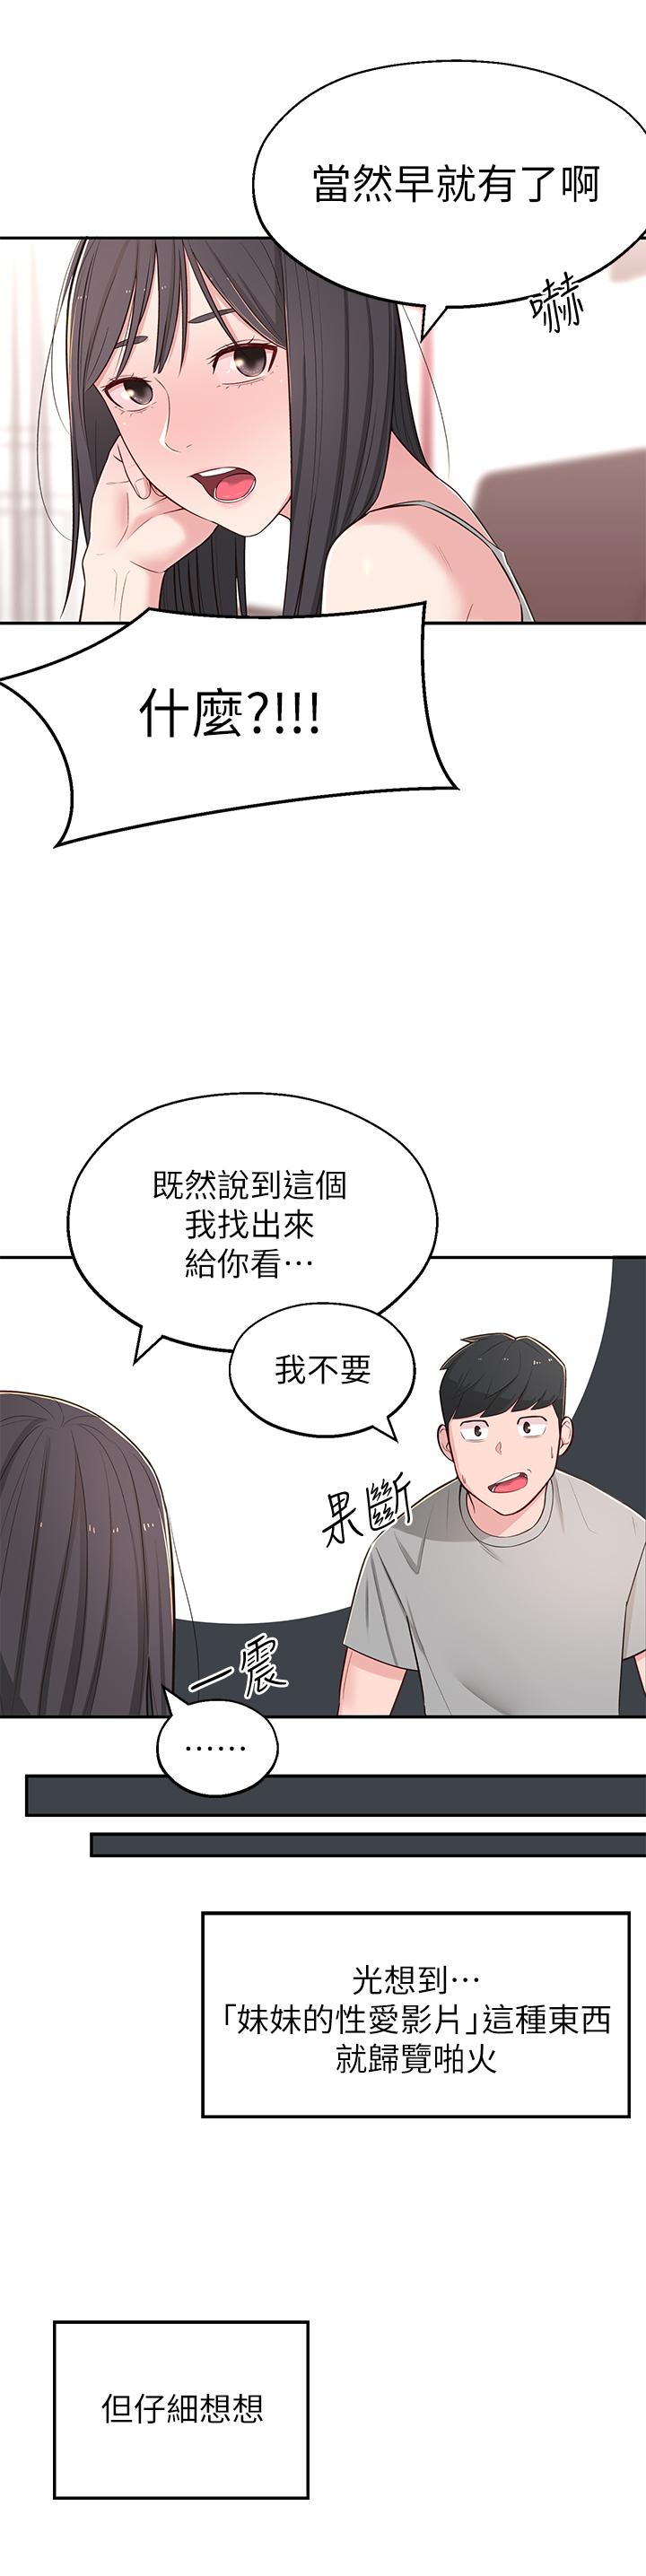 當然早就有了啊
嚇
什麼?!!!
既然說到這個
我找出來
給你看…
我不要
果斷
一震
……
光想到…
「妹妹的性愛影片」這種東西
就歸覽啪火
但仔細想想